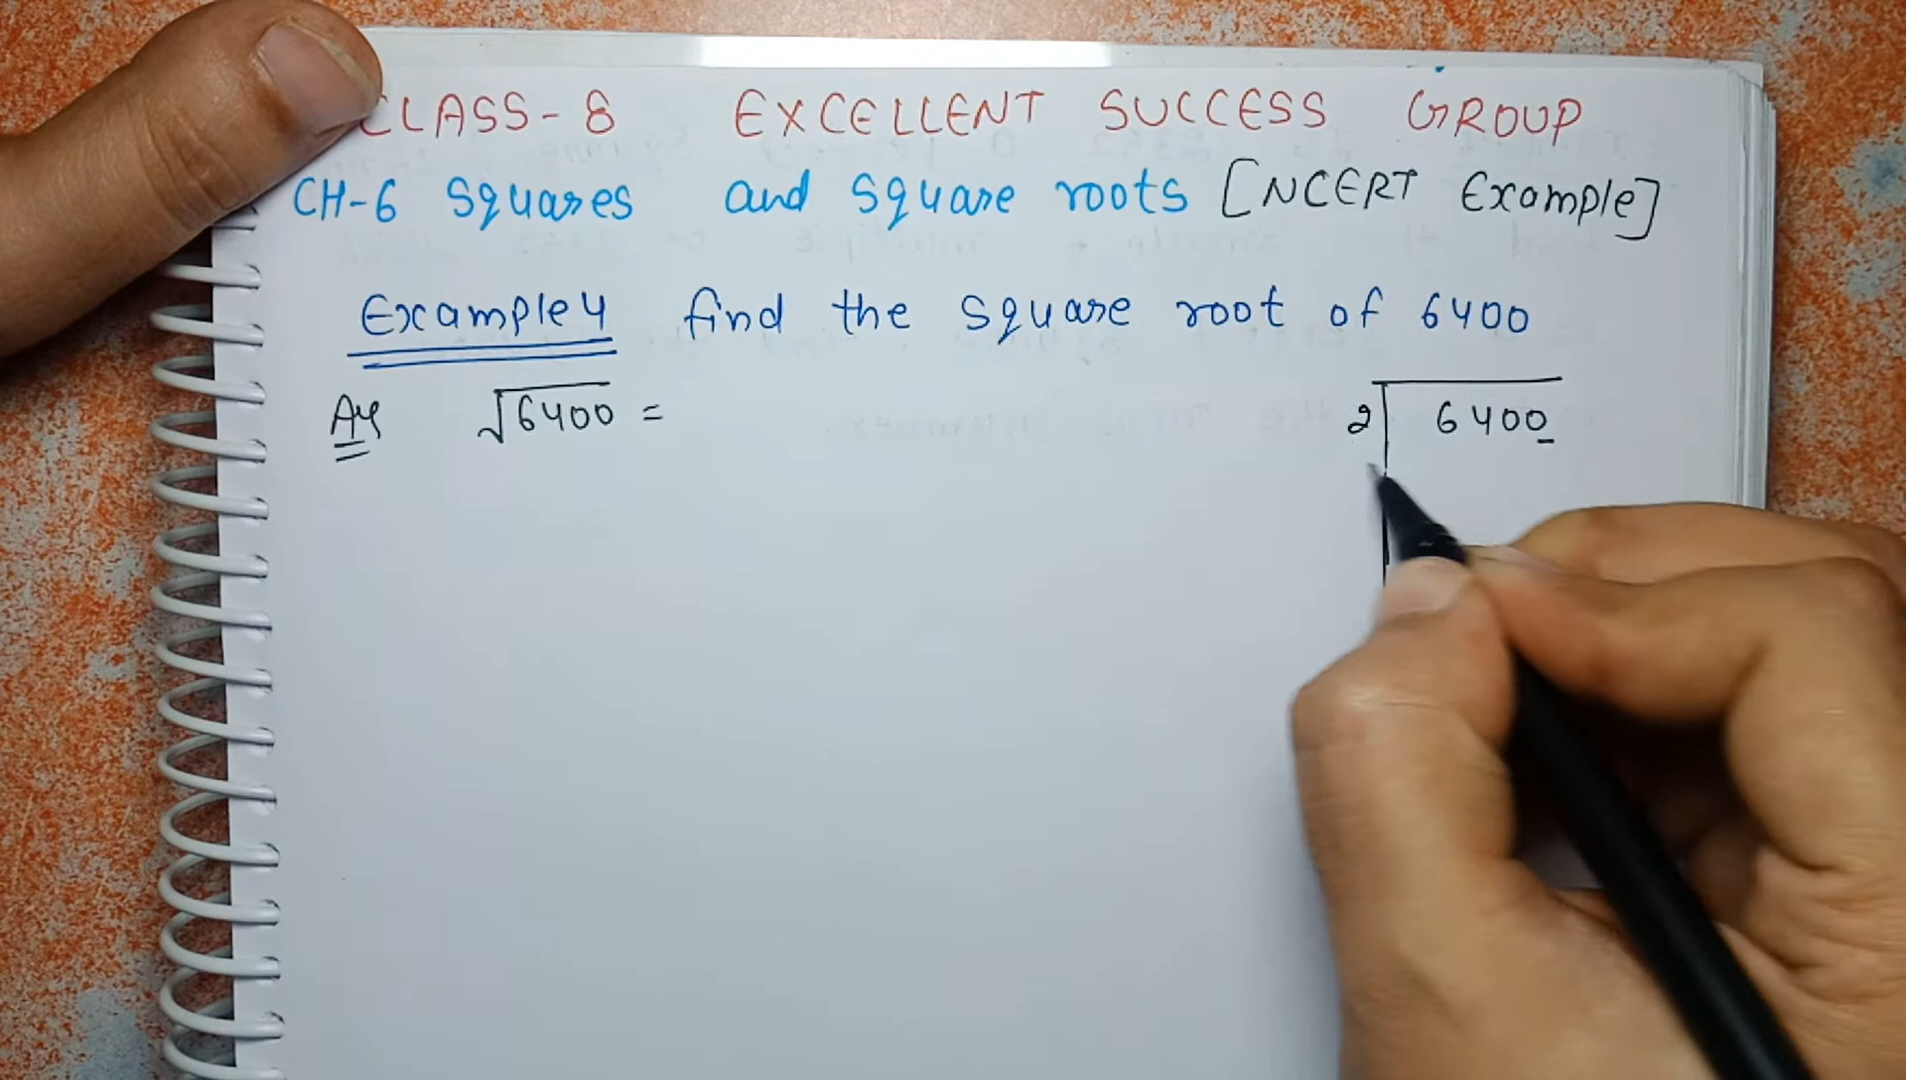 CLASS-8 EXCELLENT SUCCESS GROUP
CH-6 Squares and square roots [NCERT Example]
Example 4 find the square root of 6400
√6400 =
2 6400